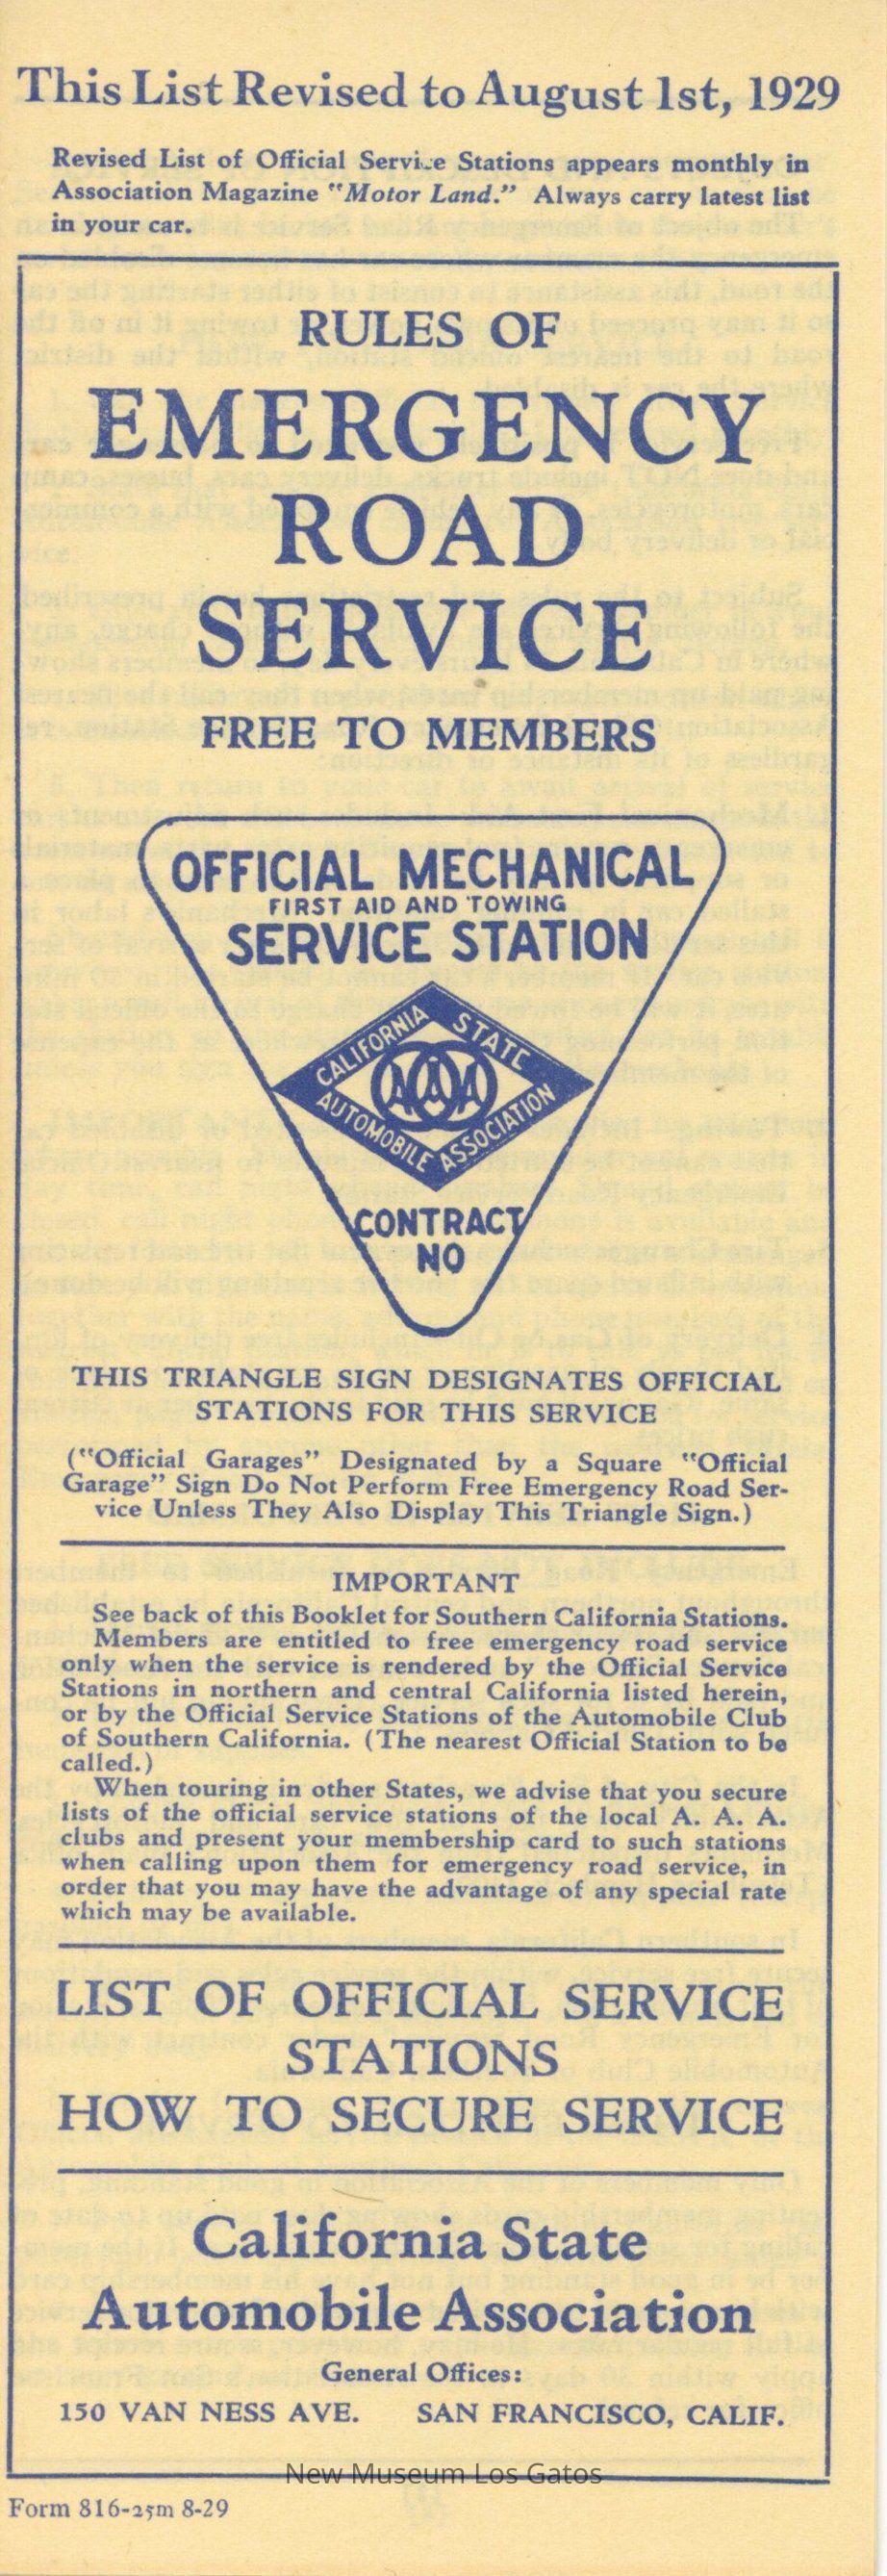 This List Revised to August 1st, 1929
Revised List of Official Service Stations appears monthly in
Association Magazine "Motor Land." Always carry latest list
in your car.
RULES OF
EMERGENCY
ROAD
SERVICE
FREE TO MEMBERS
OFFICIAL MECHANICAL
FIRST AID AND TOWING
SERVICE STATION
CALIFORNIA STATE
AAA
AUTOMOBILE ASSOCIATION
CONTRACT
NO
THIS TRIANGLE SIGN DESIGNATES OFFICIAL
STATIONS FOR THIS SERVICE
("Official Garages" Designated by a Square "Official
Garage" Sign Do Not Perform Free Emergency Road Ser-
vice Unless They Also Display This Triangle Sign.)
IMPORTANT
See back of this Booklet for Southern California Stations.
Members are entitled to free emergency road service
only when the service is rendered by the Official Service
Stations in northern and central California listed herein,
or by the Official Service Stations of the Automobile Club
of Southern California. (The nearest Official Station to be
called.)
When touring in other States, we advise that you secure
lists of the official service stations of the local A. A. A.
clubs and present your membership card to such stations
when calling upon them for emergency road service, in
order that you may have the advantage of any special rate
which may be available.
LIST OF OFFICIAL SERVICE
STATIONS
HOW TO SECURE SERVICE
California State
Automobile Association
General Offices:
150 VAN NESS AVE. SAN FRANCISCO, CALIF.
New Museum Los Gatos
Form 816-25m 8-29